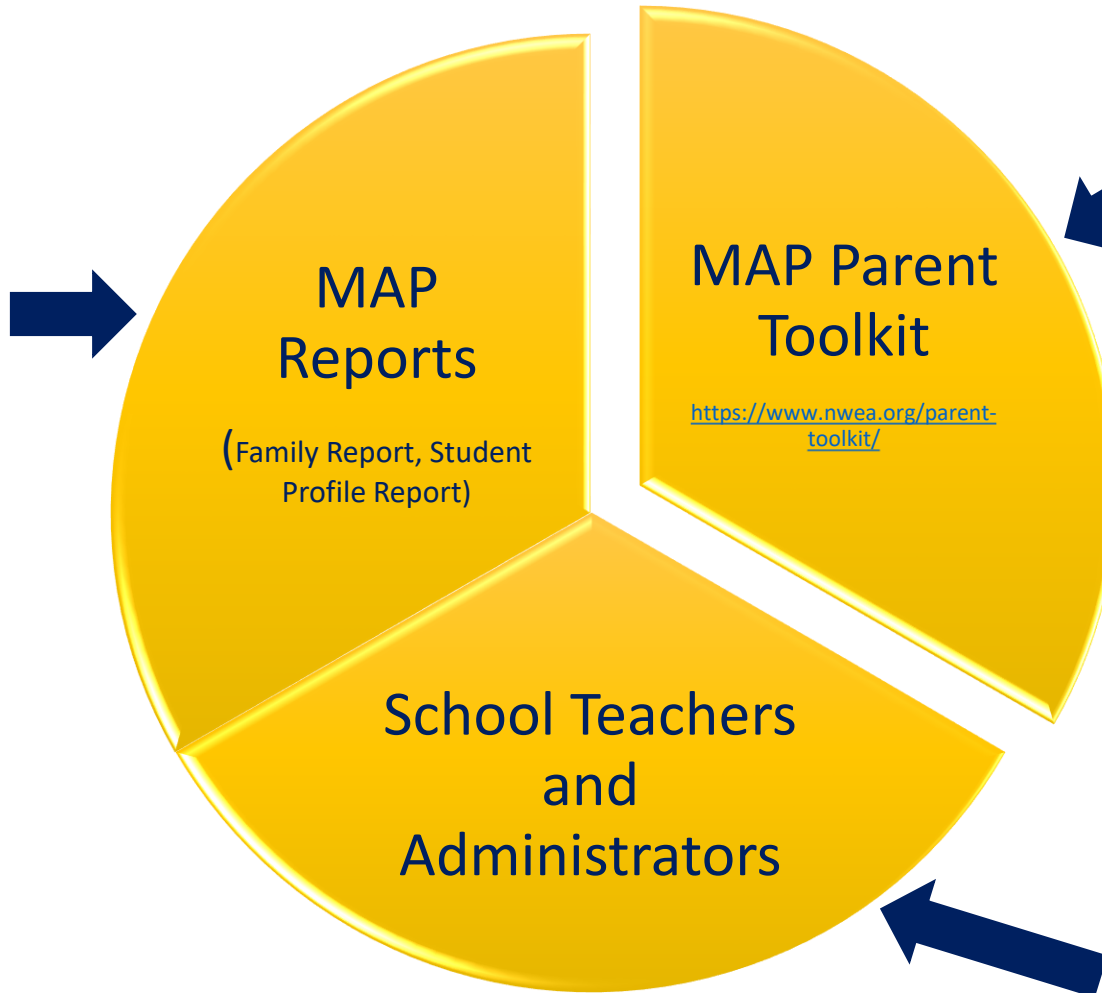 MAP
Reports
(Family Report, Student
Profile Report)
MAP Parent
Toolkit
https://www.nwea.org/parent-
toolkit/
School Teachers
and
Administrators